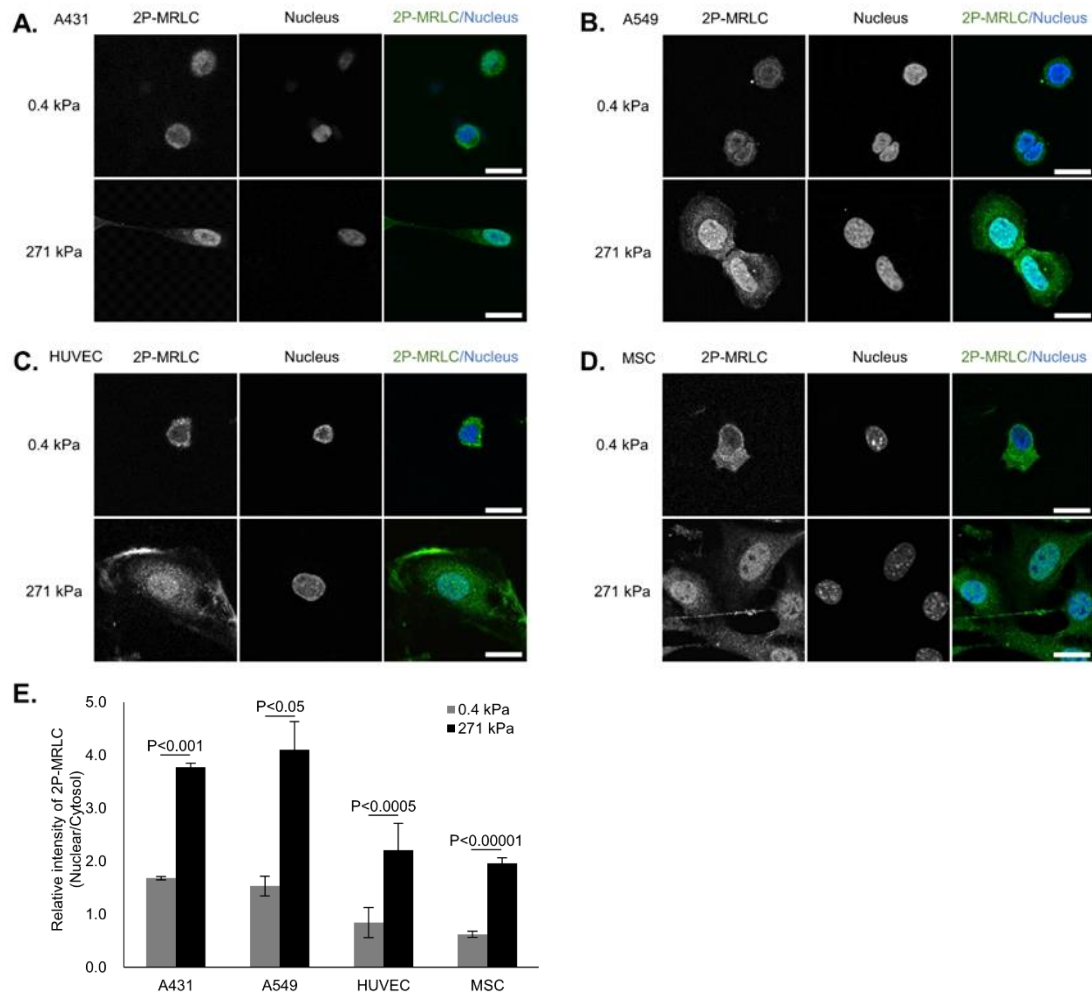 A. A431 2P-MRLC Nucleus 2P-MRLC/Nucleus
0.4 kPa
271 kPa
B. A549 2P-MRLC Nucleus 2P-MRLC/Nucleus
0.4 kPa
271 kPa
C. HUVEC 2P-MRLC Nucleus 2P-MRLC/Nucleus
0.4 kPa
271 kPa
D. MSC 2P-MRLC Nucleus 2P-MRLC/Nucleus
0.4 kPa
271 kPa
E.
Relative intensity of 2P-MRLC
(Nuclear/Cytosol)
5.0
4.0
3.0
2.0
1.0
0.0
P<0.001
P<0.05
P<0.0005
P<0.00001
0.4 kPa
271 kPa
A431 A549 HUVEC MSC